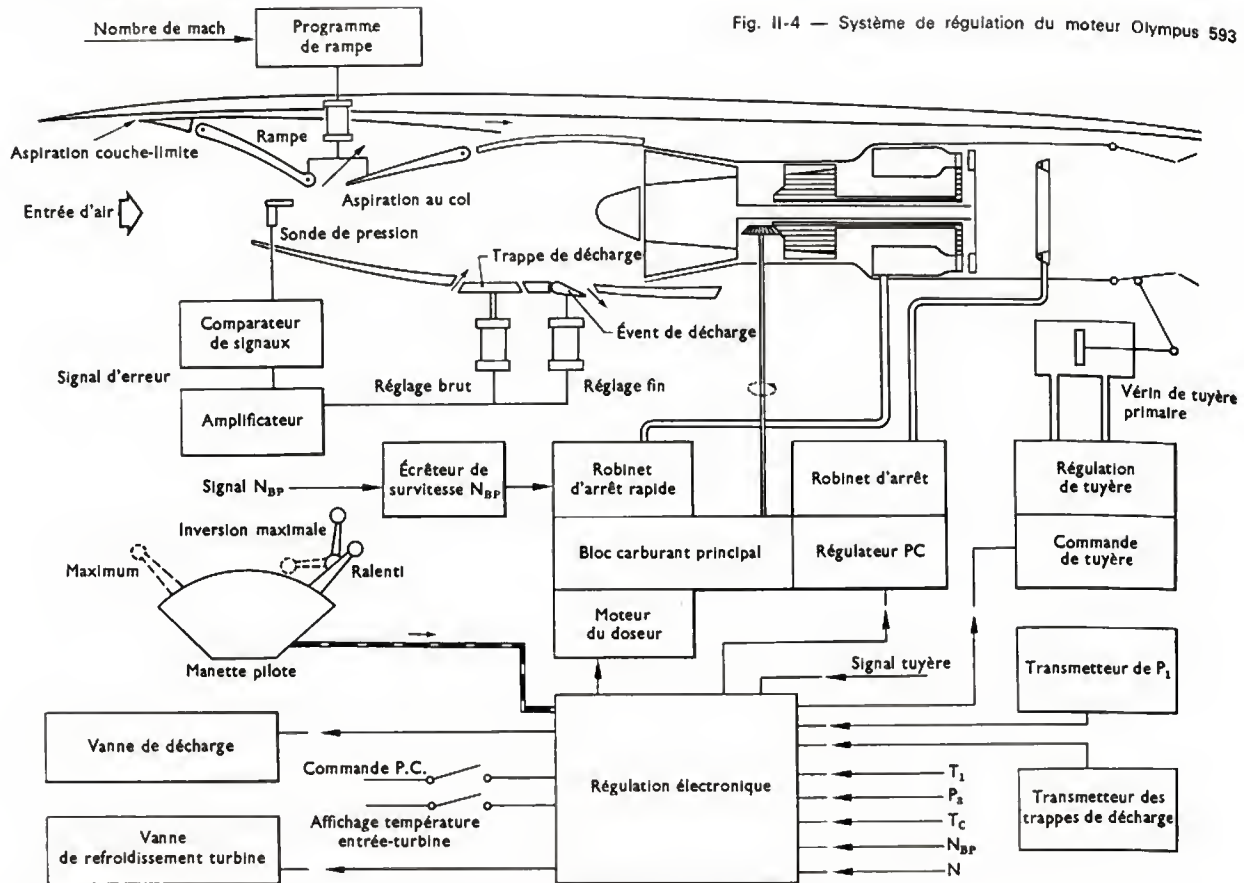 Fig. II-4 — Système de régulation du moteur Olympus 593
Nombre de mach
Programme
de rampe
Rampe
Aspiration couche-limite
Aspiration au col
Entrée d'air
Sonde de pression
Trappe de décharge
Évent de décharge
Comparateur
de signaux
Signal d'erreur
Amplificateur
Réglage brut
Réglage fin
Vérin de tuyère
primaire
Signal N_BP
Écrêteur de
survitesse N_BP
Robinet
d'arrêt rapide
Robinet d'arrêt
Régulation
de tuyère
Bloc carburant principal
Régulateur PC
Commande
de tuyère
Inversion maximale
Maximum
Ralenti
Manette pilote
Moteur
du doseur
Signal tuyère
Transmetteur de P₁
Vanne de décharge
Commande P.C.
Régulation électronique
Affichage température
entrée-turbine
Vanne
de refroidissement turbine
T₁
P₃
T_C
N_BP
N
Transmetteur des
trappes de décharge